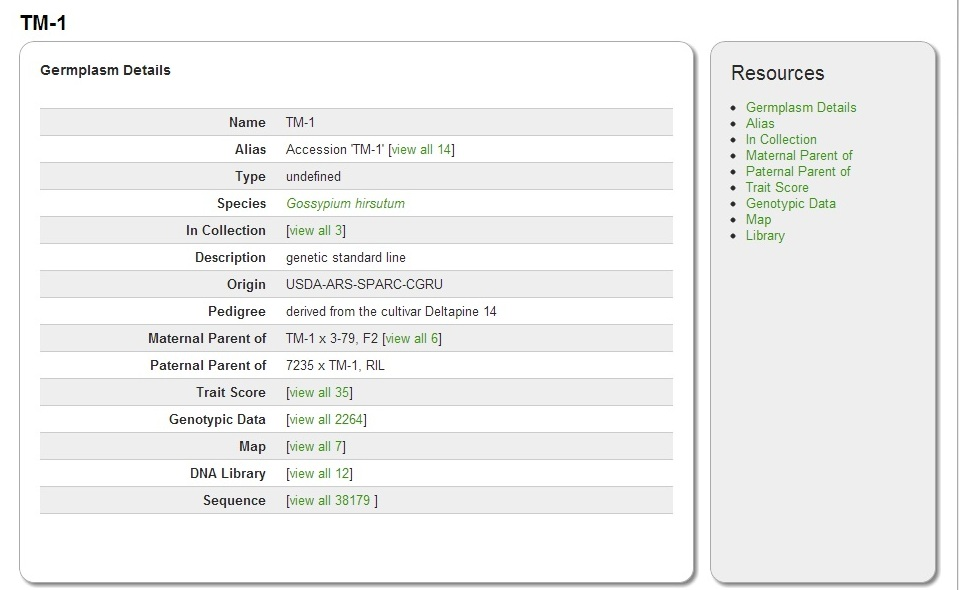 TM-1
Germplasm Details
Name TM-1
Alias Accession 'TM-1' [view all 14]
Type undefined
Species Gossypium hirsutum
In Collection [view all 3]
Description genetic standard line
Origin USDA-ARS-SPARC-CGRU
Pedigree derived from the cultivar Deltapine 14
Maternal Parent of TM-1 x 3-79, F2 [view all 6]
Paternal Parent of 7235 x TM-1, RIL
Trait Score [view all 35]
Genotypic Data [view all 2264]
Map [view all 7]
DNA Library [view all 12]
Sequence [view all 38179 ]
Resources
Germplasm Details
Alias
In Collection
Maternal Parent of
Paternal Parent of
Trait Score
Genotypic Data
Map
Library